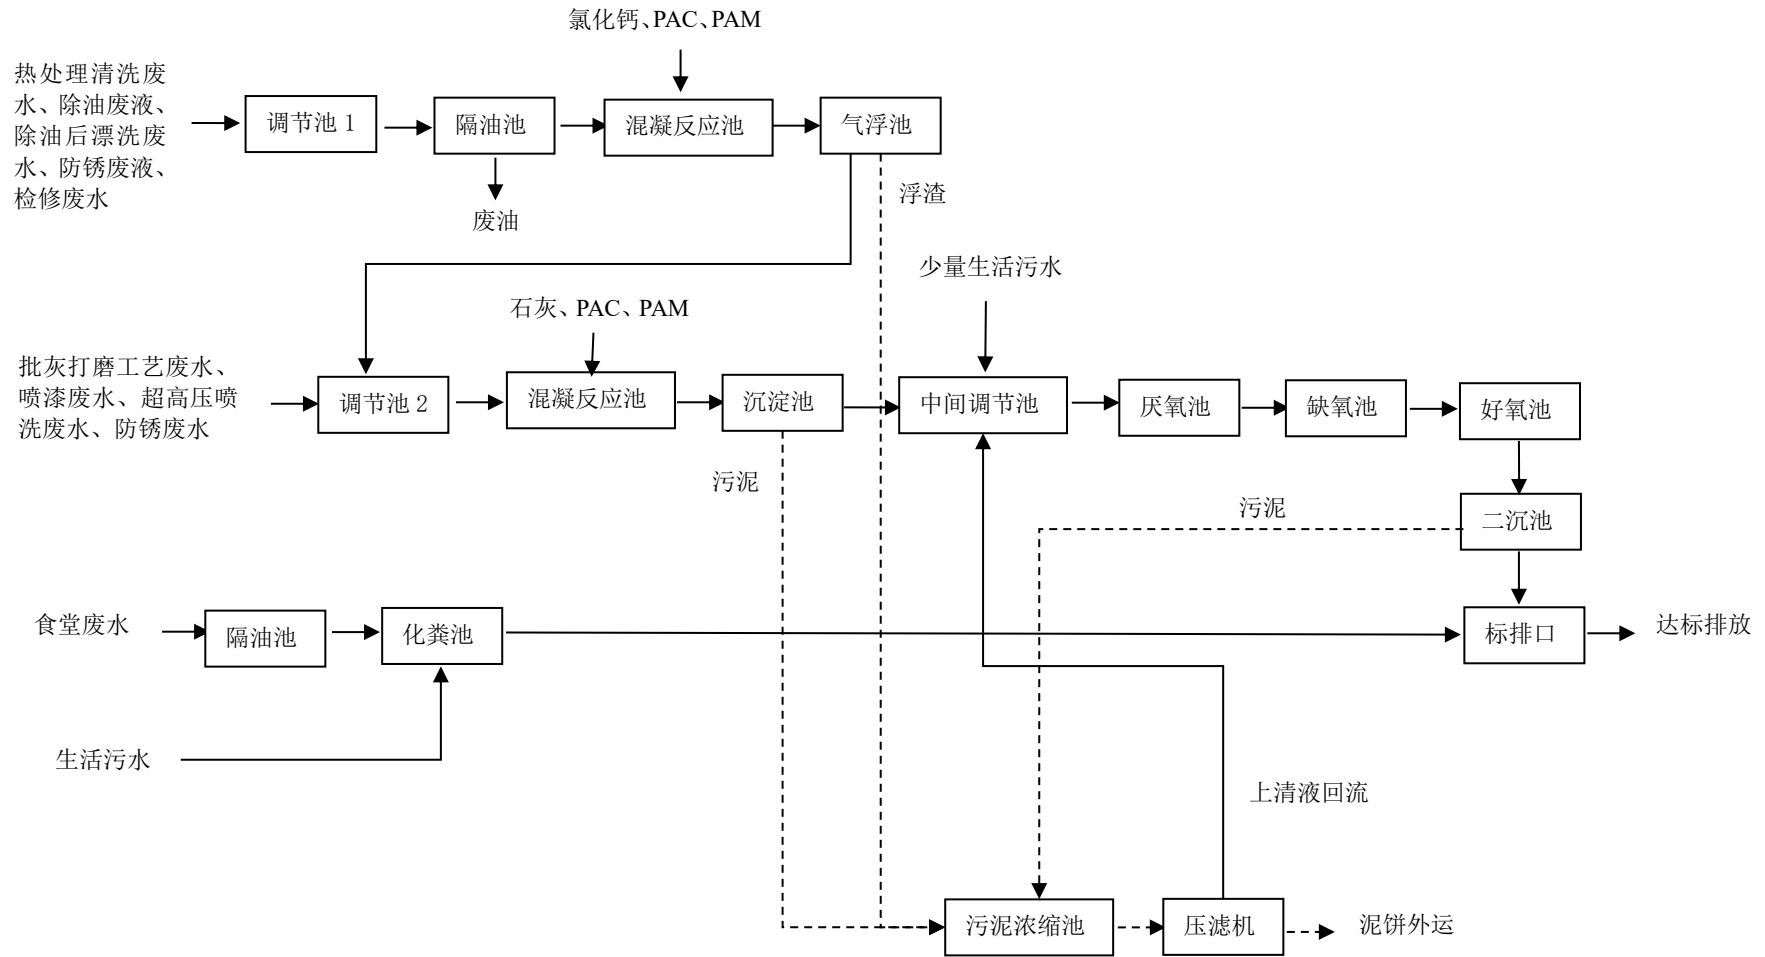 氯化钙、PAC、PAM
热处理清洗废
水、除油废液、
除油后漂洗废
水、防锈废液、
检修废水
调节池 1
隔油池
混凝反应池
气浮池
废油
浮渣
少量生活污水
石灰、PAC、PAM
批灰打磨工艺废水、
喷漆废水、超高压喷
洗废水、防锈废水
调节池 2
混凝反应池
沉淀池
中间调节池
厌氧池
缺氧池
好氧池
污泥
污泥
二沉池
食堂废水
隔油池
化粪池
标排口
达标排放
生活污水
上清液回流
污泥浓缩池
压滤机
泥饼外运